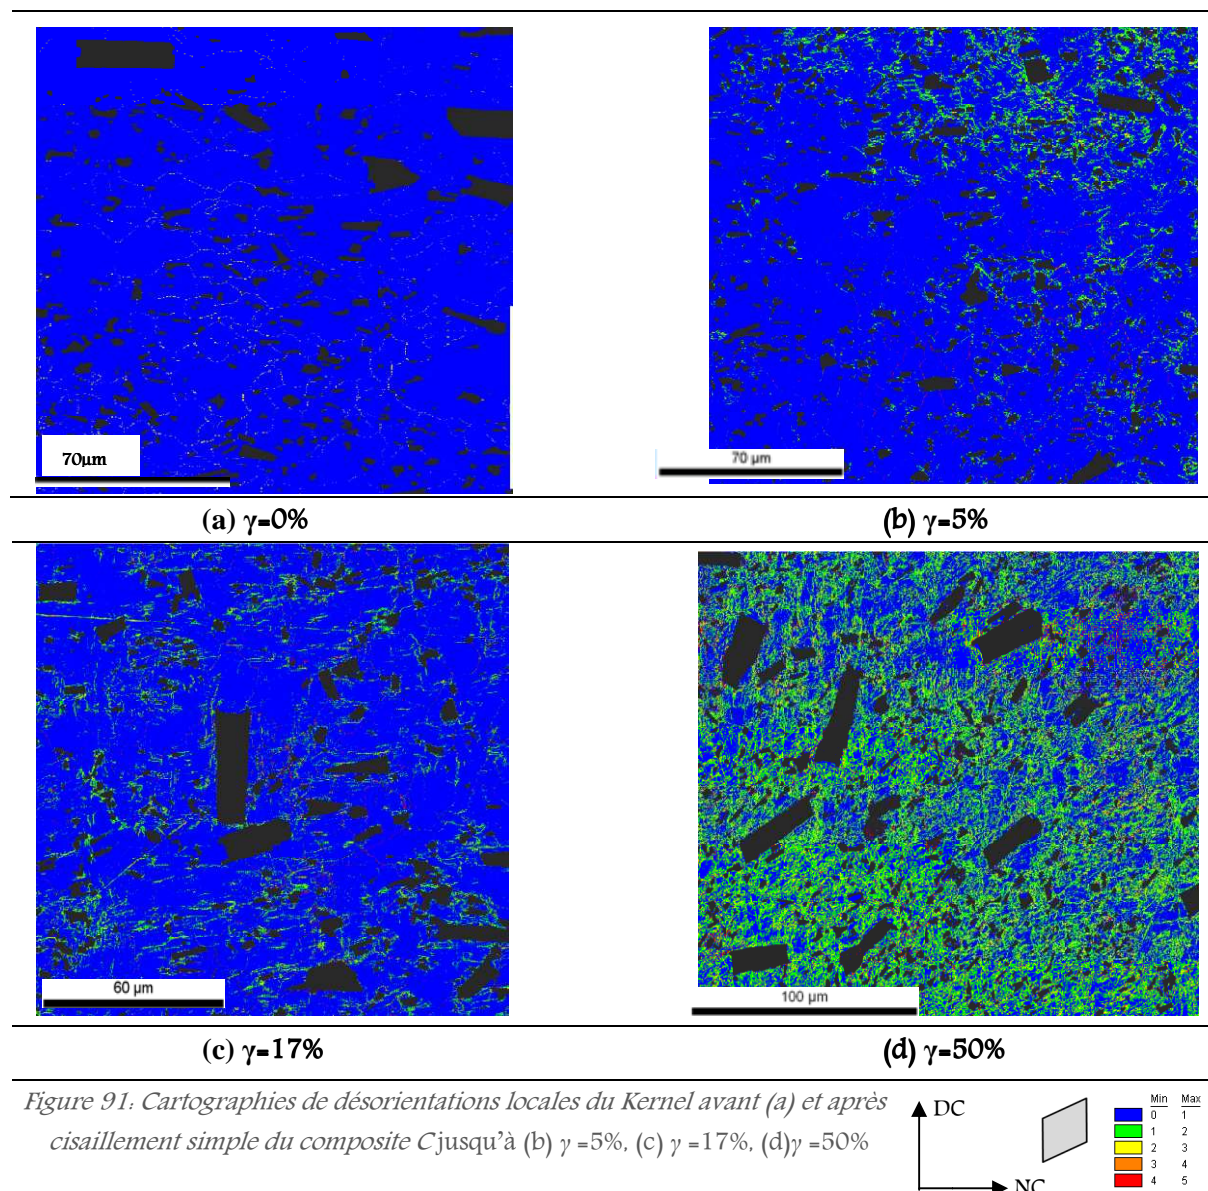 70µm
70 µm
(a) γ=0%
(b) γ=5%
60 µm
100 µm
(c) γ=17%
(d) γ=50%
Figure 91: Cartographies de désorientations locales du Kernel avant (a) et après
cisaillement simple du composite C jusqu'à (b) γ =5%, (c) γ =17%, (d)γ =50%
DC
NC
Min Max
0 1
1 2
2 3
3 4
4 5